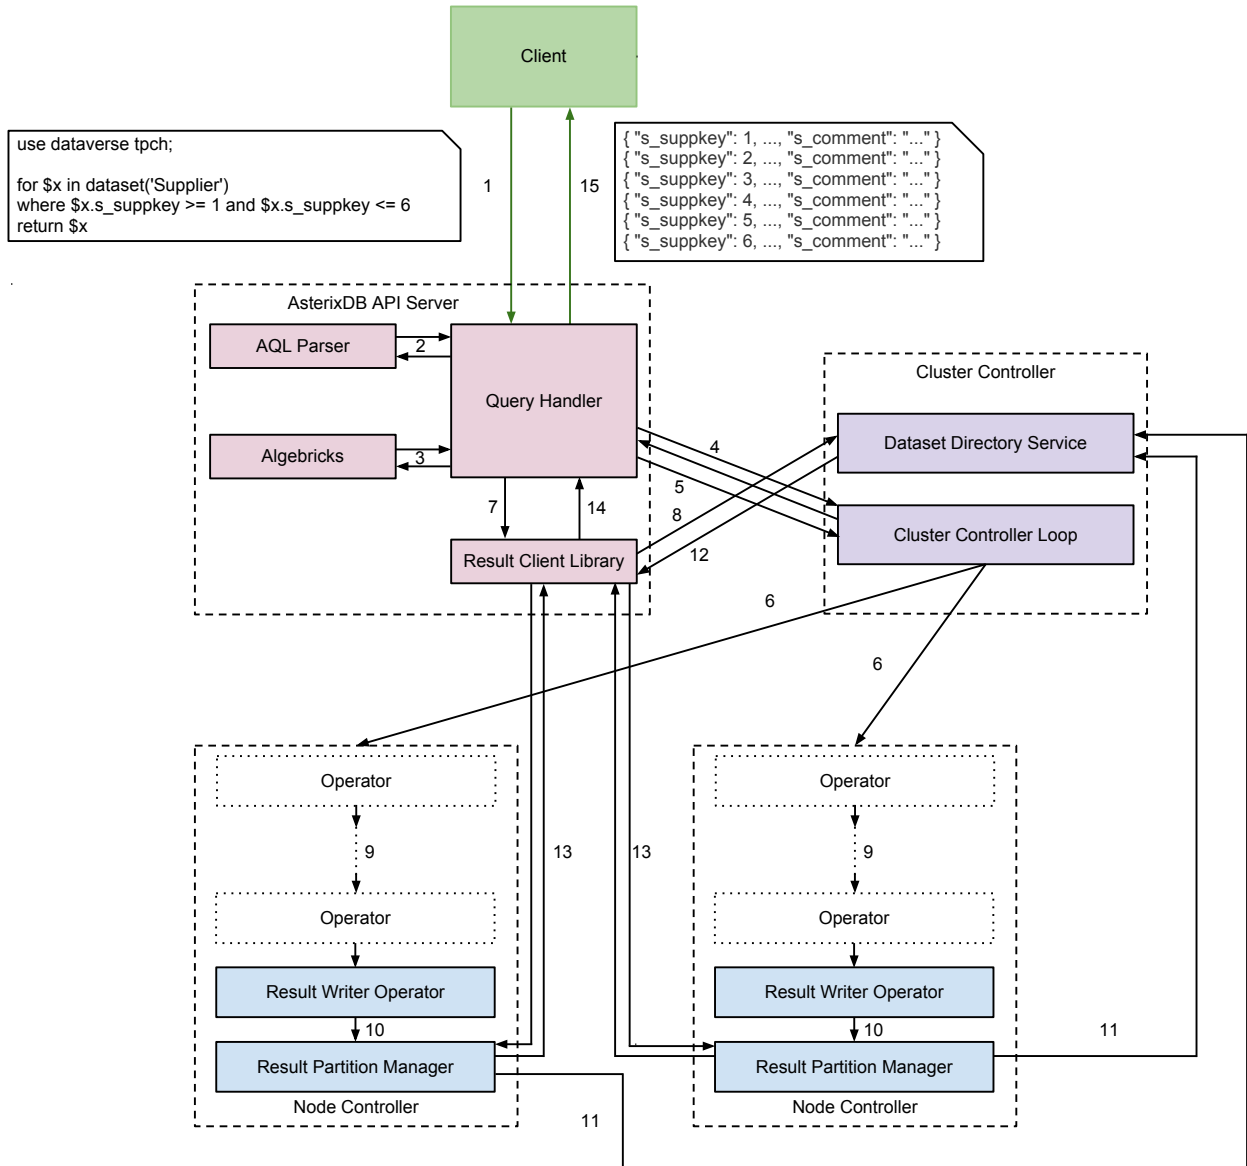 Client
use dataverse tpch;
for $x in dataset('Supplier')
where $x.s_suppkey >= 1 and $x.s_suppkey <= 6
return $x
1
15
{ "s_suppkey": 1, ..., "s_comment": "..." }
{ "s_suppkey": 2, ..., "s_comment": "..." }
{ "s_suppkey": 3, ..., "s_comment": "..." }
{ "s_suppkey": 4, ..., "s_comment": "..." }
{ "s_suppkey": 5, ..., "s_comment": "..." }
{ "s_suppkey": 6, ..., "s_comment": "..." }
AsterixDB API Server
AQL Parser
2
Query Handler
Algebricks
3
7
14
Result Client Library
Cluster Controller
Dataset Directory Service
Cluster Controller Loop
4
5
8
12
6
6
Operator
9
Operator
Result Writer Operator
10
Result Partition Manager
Node Controller
13
13
11
Operator
9
Operator
Result Writer Operator
10
Result Partition Manager
Node Controller
11